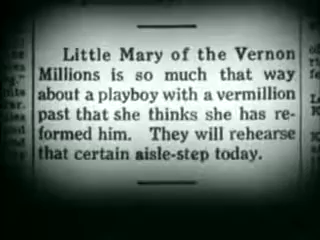 Little Mary of the Vernon
Millions is so much that way
about a playboy with a vermillion
past that she thinks she has re-
formed him. They will rehearse
that certain aisle-step today.